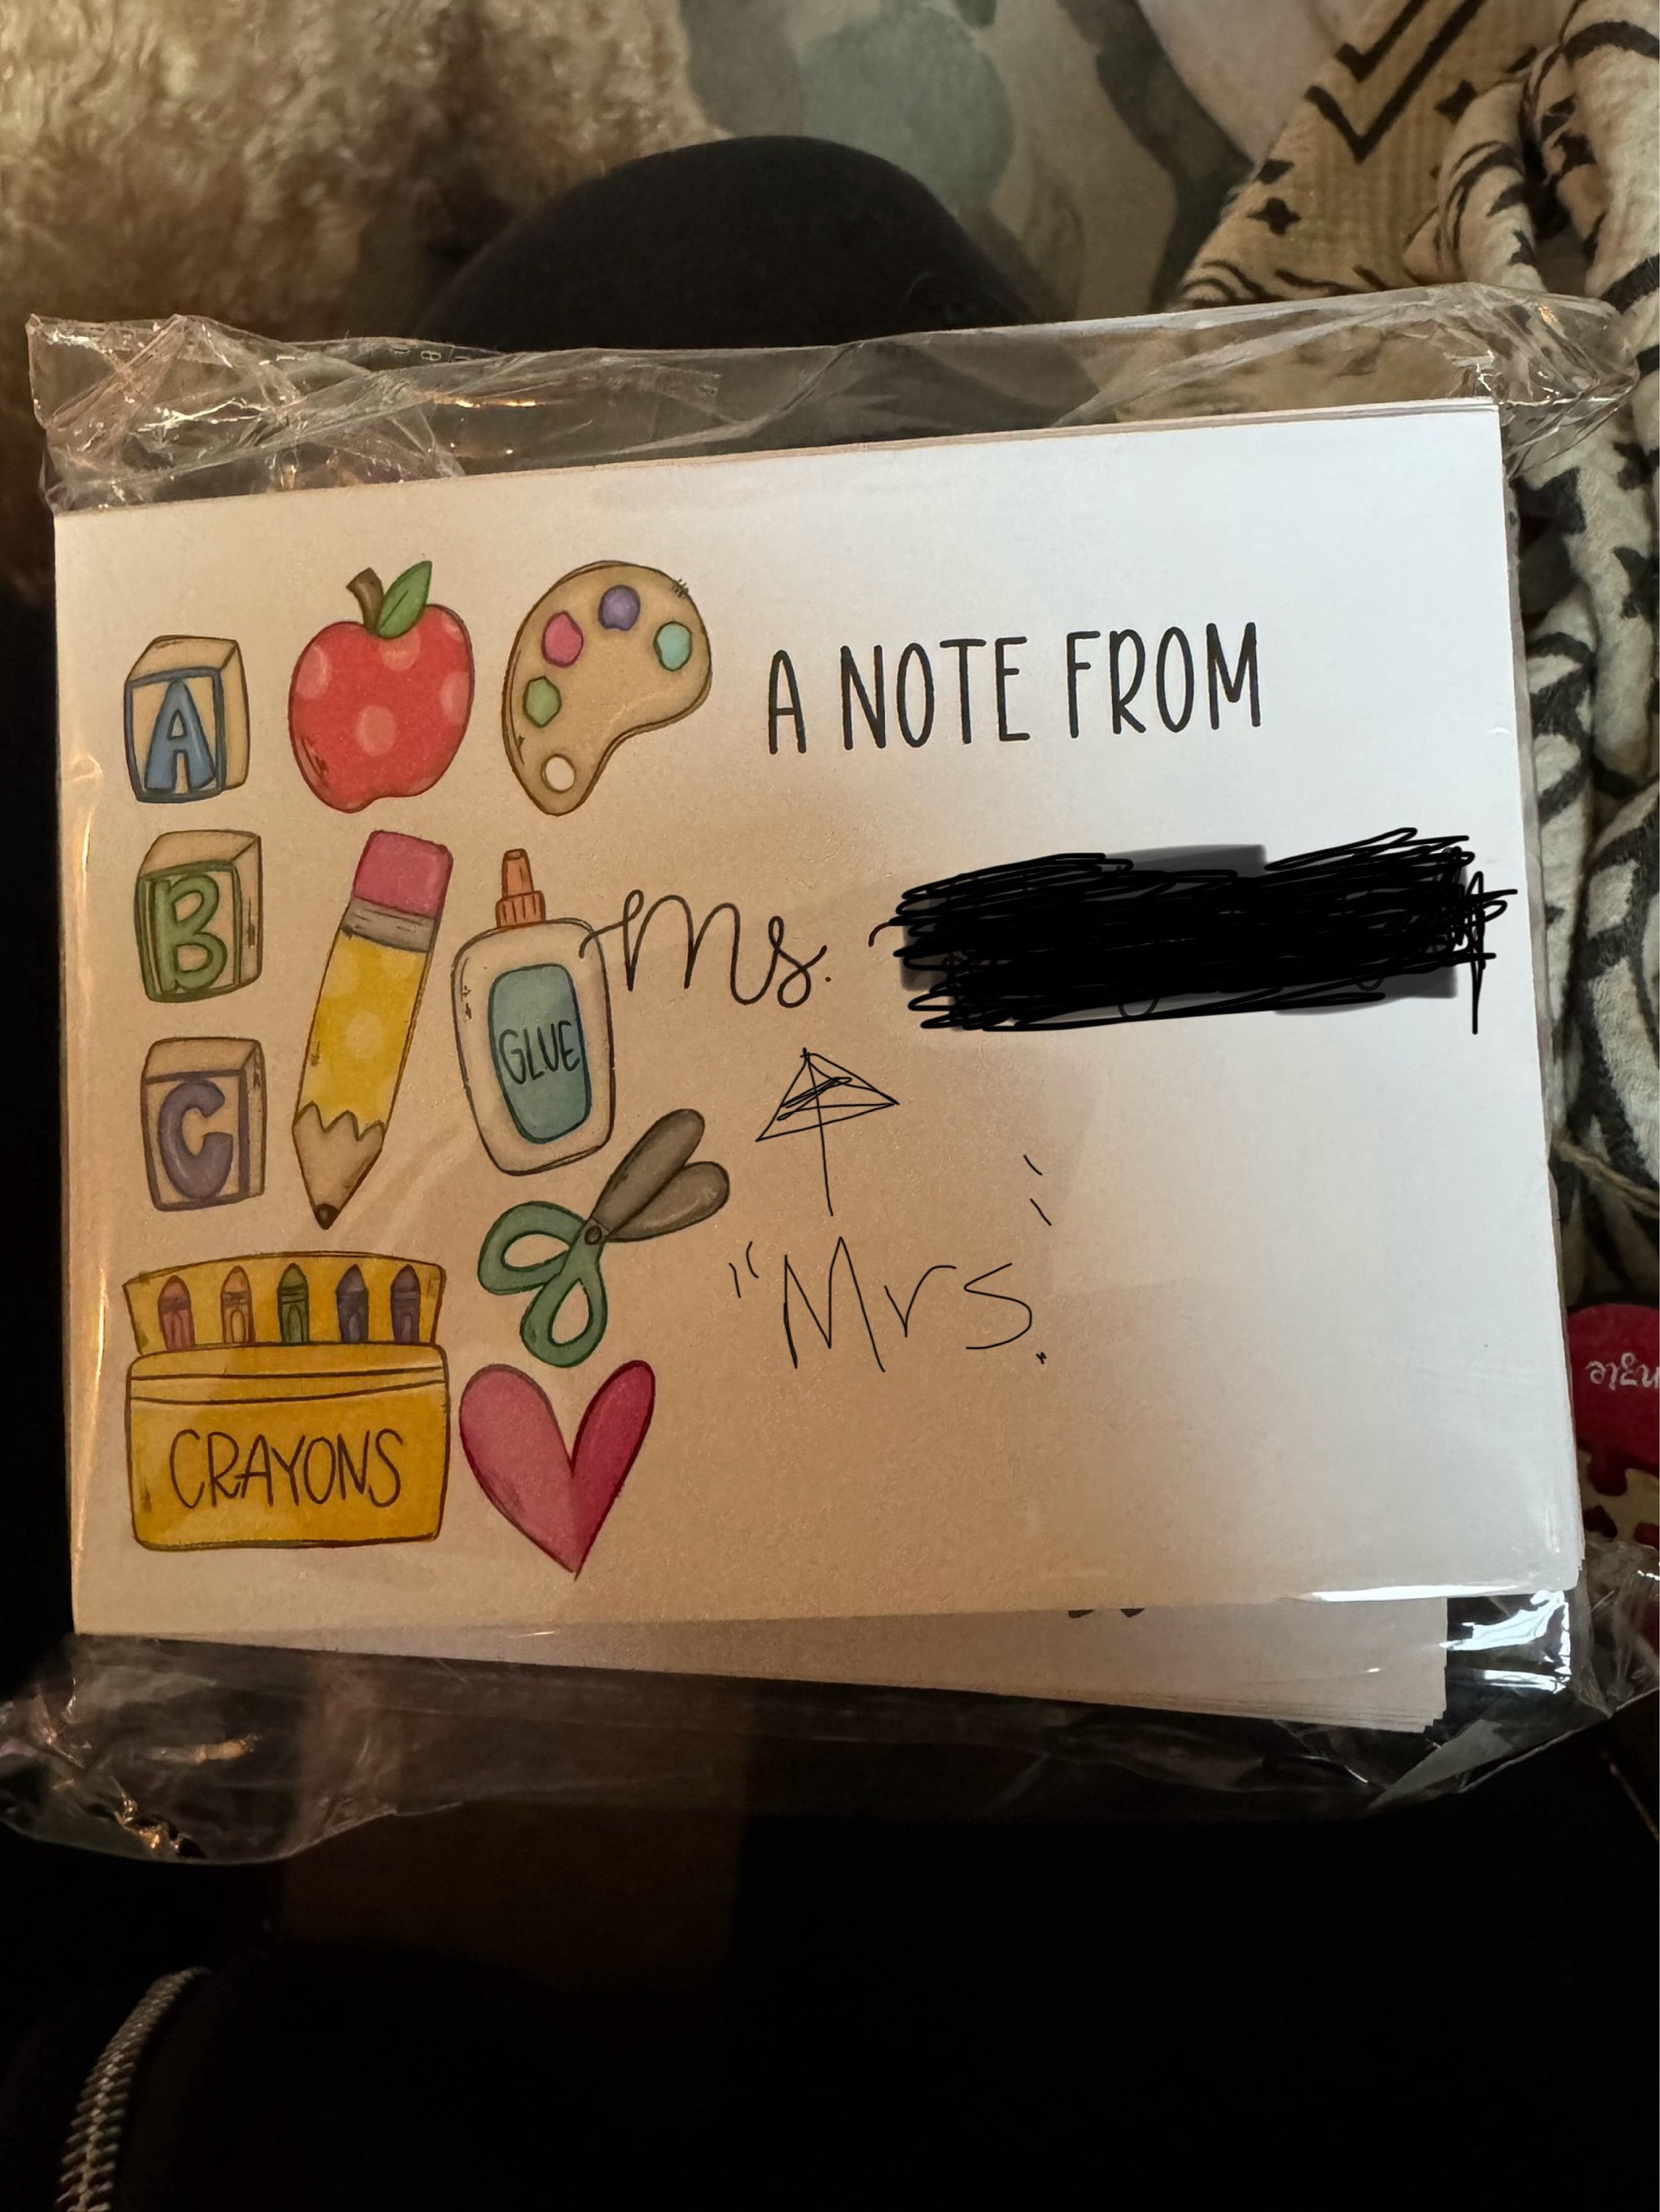 A NOTE FROM
Ms.
"Mrs."
A
B
C
GLUE
CRAYONS